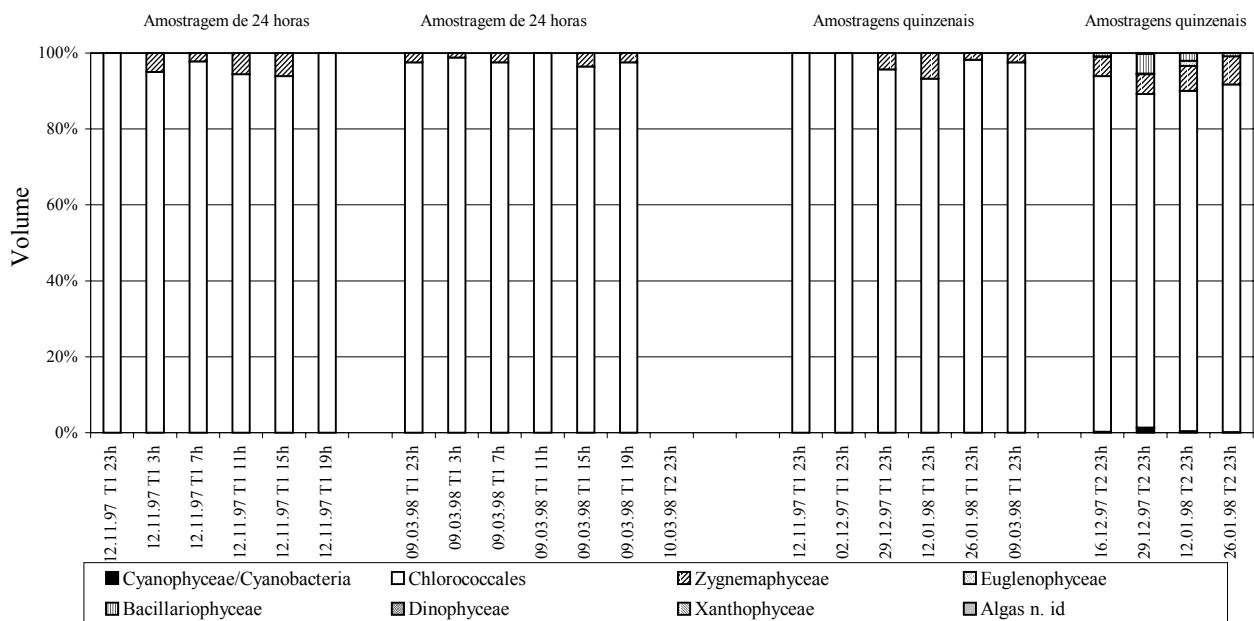 Amostragem de 24 horas
Amostragem de 24 horas
Amostragens quinzenais
Amostragens quinzenais
Volume
100%
80%
60%
40%
20%
0%
12.11.97 T1 23h
12.11.97 T1 3h
12.11.97 T1 7h
12.11.97 T1 11h
12.11.97 T1 15h
12.11.97 T1 19h
09.03.98 T1 23h
09.03.98 T1 3h
09.03.98 T1 7h
09.03.98 T1 11h
09.03.98 T1 15h
09.03.98 T1 19h
10.03.98 T2 23h
12.11.97 T1 23h
02.12.97 T1 23h
29.12.97 T1 23h
12.01.98 T1 23h
26.01.98 T1 23h
09.03.98 T1 23h
16.12.97 T2 23h
29.12.97 T2 23h
12.01.98 T2 23h
26.01.98 T2 23h
Cyanophyceae/Cyanobacteria Chlorococcales Zygnemaphyceae Euglenophyceae
Bacillariophyceae Dinophyceae Xanthophyceae Algas n. id